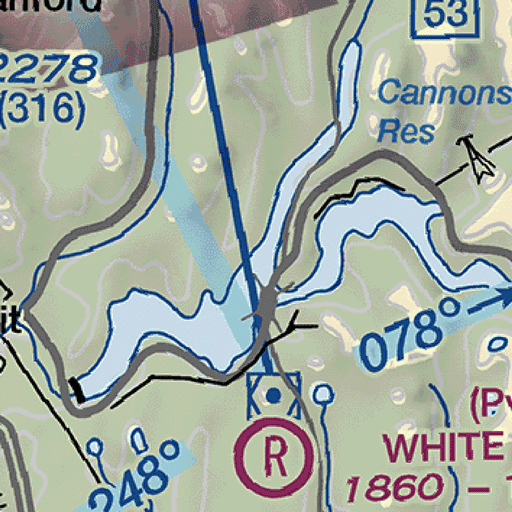 53
2278
(316)
Cannons
Res
078°
(P
WHITE
R
248°
1860 –